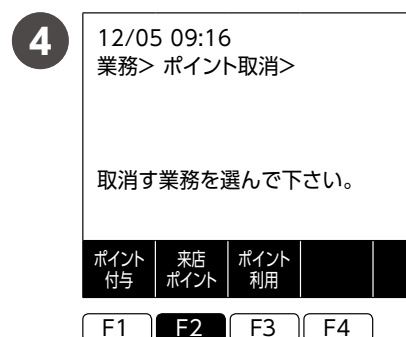 4
12/05 09:16
業務> ポイント取消>
取消す業務を選んで下さい。
ポイント
付与
来店
ポイント
ポイント
利用
F1 F2 F3 F4